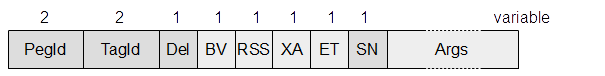 2 2 1 1 1 1 1 1 variable
PegId TagId Del BV RSS XA ET SN Args